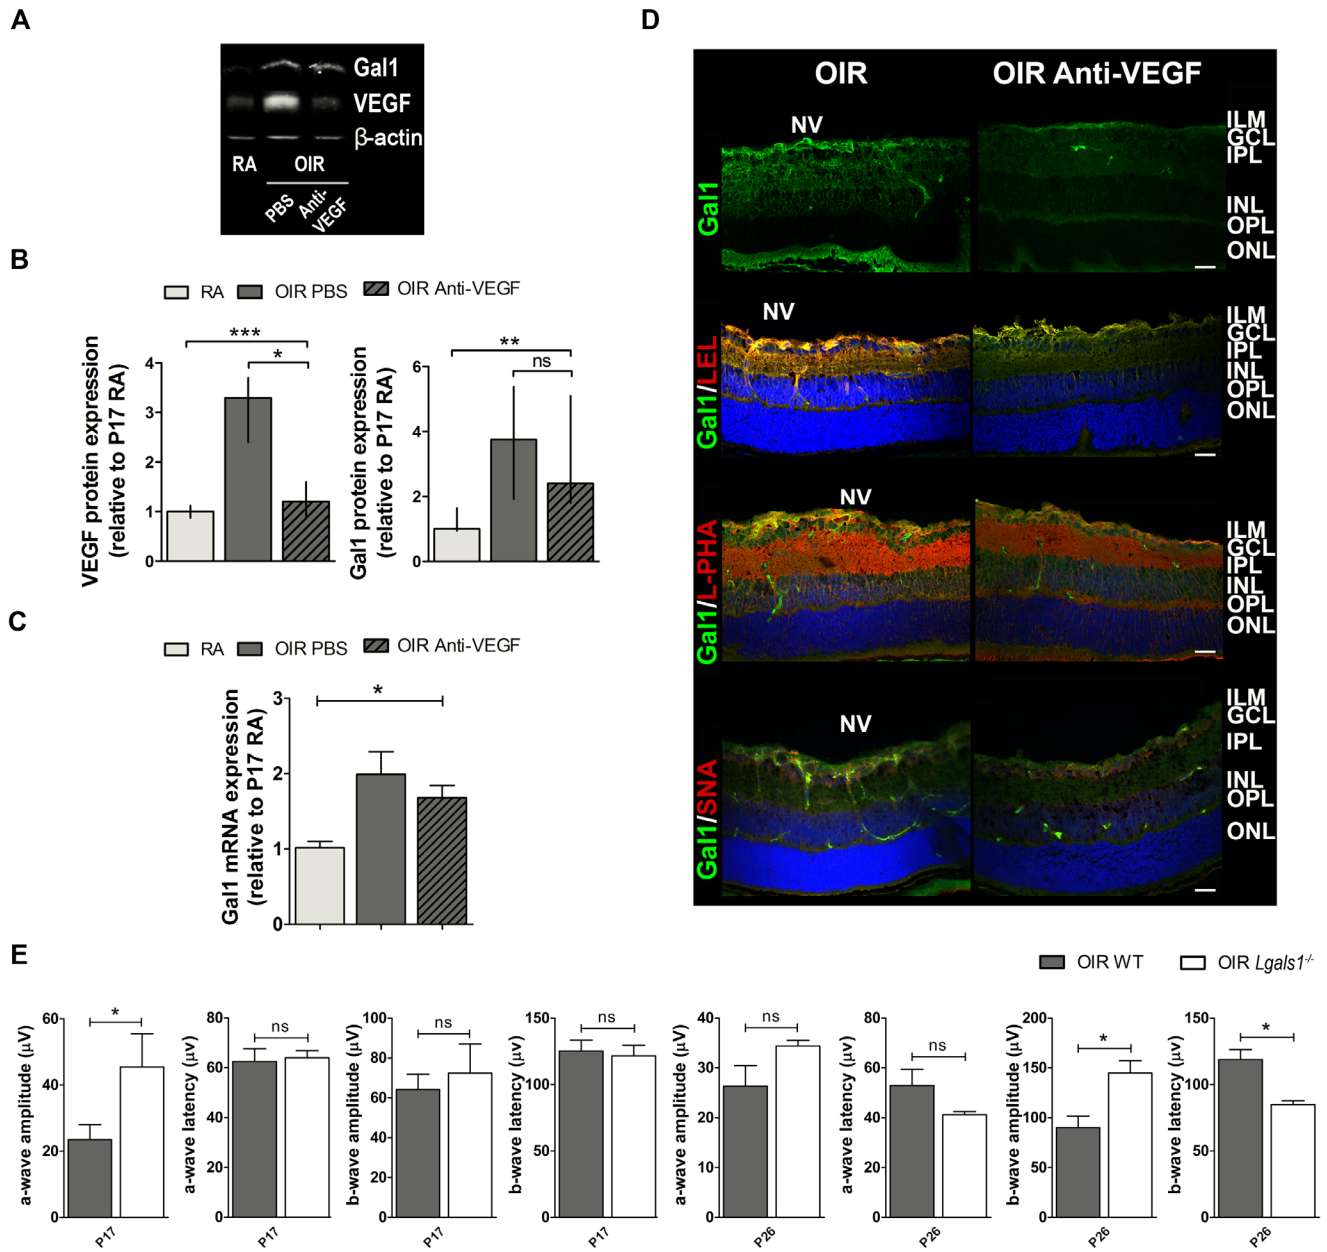 A
Gal1
VEGF
β-actin
RA OIR
PBS Anti-VEGF
B
RA OIR PBS OIR Anti-VEGF
VEGF protein expression
(relative to P17 RA)
0 1 2 3 4
***
*
Gal1 protein expression
(relative to P17 RA)
0 2 4 6
**
ns
C
RA OIR PBS OIR Anti-VEGF
Gal1 mRNA expression
(relative to P17 RA)
0 1 2 3
*
D
OIR OIR Anti-VEGF
Gal1
NV
ILM
GCL
IPL
INL
OPL
ONL
Gal1/LEL
NV
ILM
GCL
IPL
INL
OPL
ONL
Gal1/L-PHA
NV
ILM
GCL
IPL
INL
OPL
ONL
Gal1/SNA
NV
ILM
GCL
IPL
INL
OPL
ONL
E
OIR WT OIR Lgals1-/-
a-wave amplitude (μV)
0 20 40 60
*
P17
a-wave latency (μV)
0 20 40 60 80
ns
P17
b-wave amplitude (μV)
0 20 40 60 80 100
ns
P17
b-wave latency (μV)
0 50 100 150
ns
P17
a-wave amplitude (μV)
0 10 20 30 40
ns
P26
a-wave latency (μV)
0 20 40 60 80
ns
P26
b-wave amplitude (μV)
0 50 100 150 200
*
P26
b-wave latency (μV)
0 50 100 150
*
P26